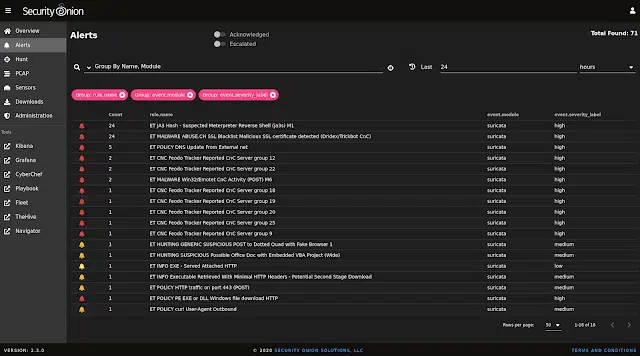 Security Onion
Overview
Alerts
Hunt
PCAP
Sensors
Downloads
Administration
Tools
Kibana
Grafana
CyberChef
Playbook
Fleet
TheHive
Navigator
Alerts
Acknowledged
Escalated
Total Found: 71
Group By Name, Module
Last 24 hours
Group: rule.name Group: event.module Group: event.severity_label
Count rule.name event.module event.severity_label
24 ET JA3 Hash - Suspected Meterpreter Reverse Shell (ja3s) M1 suricata high
24 ET MALWARE ABUSE.CH SSL Blacklist Malicious SSL certificate detected (Dridex/Trickbot CnC) suricata high
5 ET POLICY DNS Update From External net suricata high
2 ET CNC Feodo Tracker Reported CnC Server group 12 suricata high
2 ET CNC Feodo Tracker Reported CnC Server group 22 suricata high
2 ET MALWARE Win32/Emotet CnC Activity (POST) M6 suricata high
1 ET CNC Feodo Tracker Reported CnC Server group 18 suricata high
1 ET CNC Feodo Tracker Reported CnC Server group 19 suricata high
1 ET CNC Feodo Tracker Reported CnC Server group 20 suricata high
1 ET CNC Feodo Tracker Reported CnC Server group 25 suricata high
1 ET CNC Feodo Tracker Reported CnC Server group 9 suricata high
1 ET HUNTING GENERIC SUSPICIOUS POST to Dotted Quad with Fake Browser 1 suricata medium
1 ET HUNTING SUSPICIOUS Possible Office Doc with Embedded VBA Project (Wide) suricata medium
1 ET INFO EXE - Served Attached HTTP suricata low
1 ET INFO Executable Retrieved With Minimal HTTP Headers - Potential Second Stage Download suricata medium
1 ET POLICY HTTP traffic on port 443 (POST) suricata medium
1 ET POLICY PE EXE or DLL Windows file download HTTP suricata high
1 ET POLICY curl User-Agent Outbound suricata medium
Rows per page: 50 1-18 of 18
VERSION: 2.3.0 © 2020 SECURITY ONION SOLUTIONS, LLC TERMS AND CONDITIONS